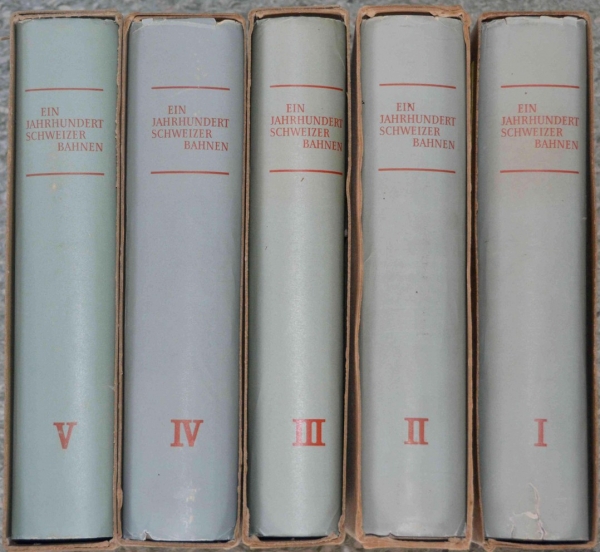 EIN
JAHRHUNDERT
SCHWEIZER
BAHNEN
V
EIN
JAHRHUNDERT
SCHWEIZER
BAHNEN
IV
EIN
JAHRHUNDERT
SCHWEIZER
BAHNEN
III
EIN
JAHRHUNDERT
SCHWEIZER
BAHNEN
II
EIN
JAHRHUNDERT
SCHWEIZER
BAHNEN
I